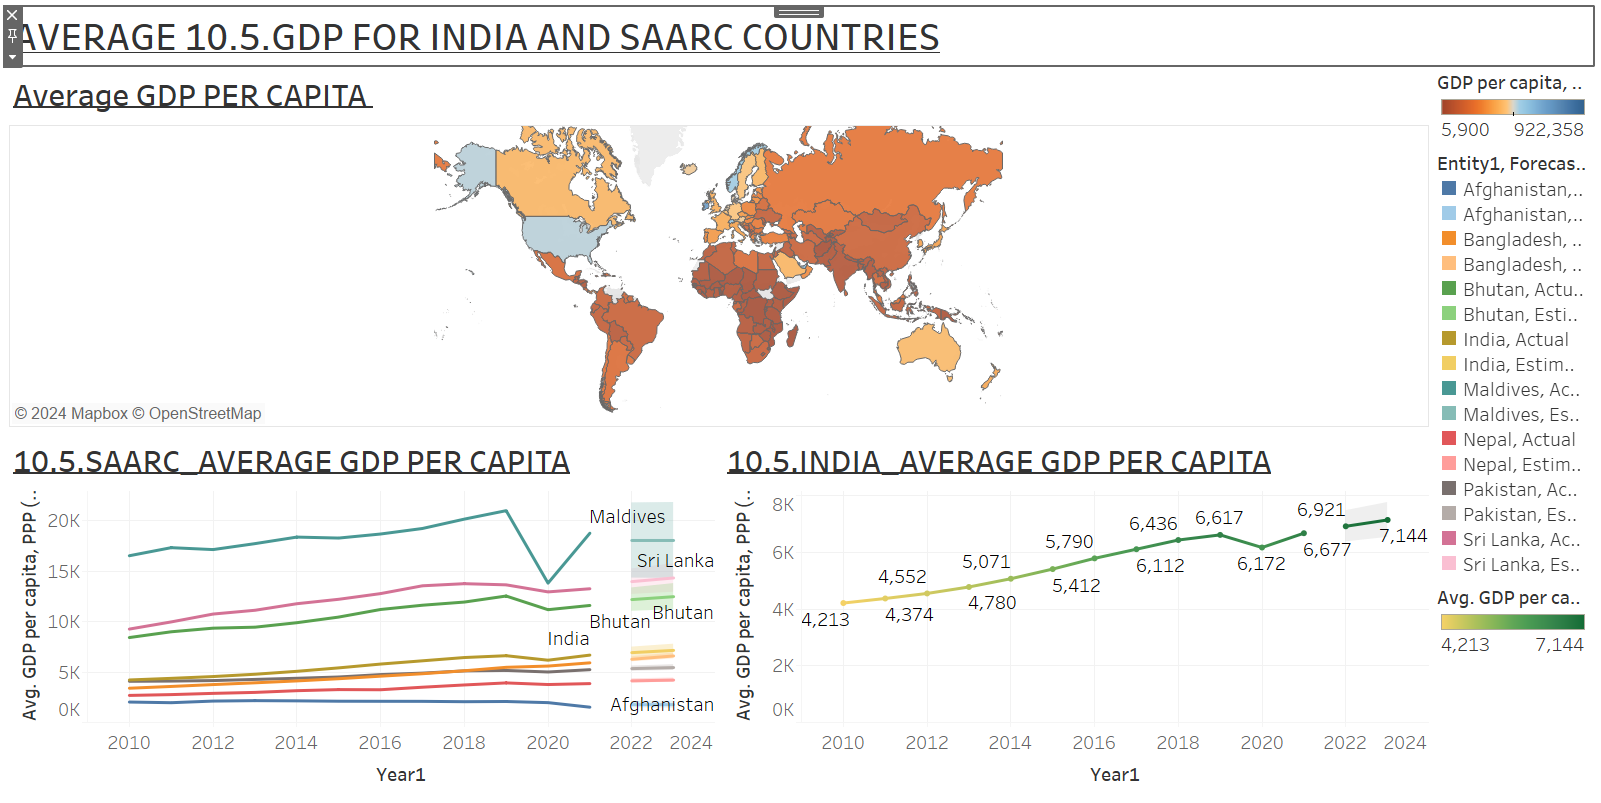 AVERAGE 10.5.GDP FOR INDIA AND SAARC COUNTRIES
Average GDP PER CAPITA
© 2024 Mapbox © OpenStreetMap
GDP per capita, ..
5,900 922,358
Entity1, Forecas..
Afghanistan,..
Afghanistan,..
Bangladesh, ..
Bangladesh, ..
Bhutan, Actu..
Bhutan, Esti..
India, Actual
India, Estim..
Maldives, Ac..
Maldives, Es..
Nepal, Actual
Nepal, Estim..
Pakistan, Ac..
Pakistan, Es..
Sri Lanka, Ac..
Sri Lanka, Es..
Avg. GDP per ca..
4,213 7,144
10.5.SAARC_AVERAGE GDP PER CAPITA
Avg. GDP per capita, PPP (..
20K
15K
10K
5K
0K
Maldives
Sri Lanka
Bhutan
Bhutan
India
Afghanistan
2010 2012 2014 2016 2018 2020 2022 2024
Year1
10.5.INDIA_AVERAGE GDP PER CAPITA
Avg. GDP per capita, PPP (..
8K
6K
4K
2K
0K
4,213
4,374
4,552
4,780
5,071
5,412
5,790
6,112
6,436
6,617
6,172
6,677
6,921
7,144
2010 2012 2014 2016 2018 2020 2022 2024
Year1